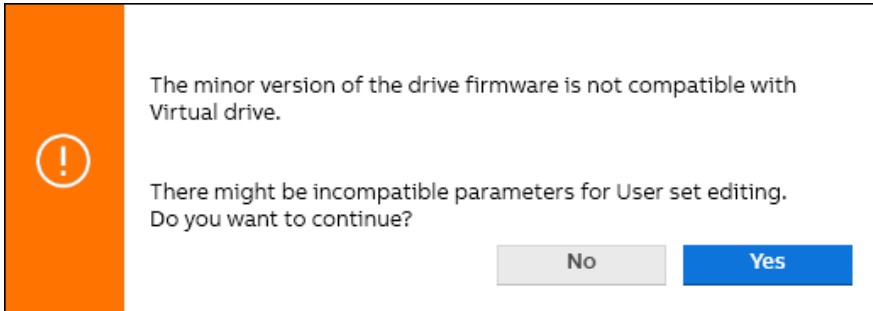 The minor version of the drive firmware is not compatible with
Virtual drive.
There might be incompatible parameters for User set editing.
Do you want to continue?
No
Yes